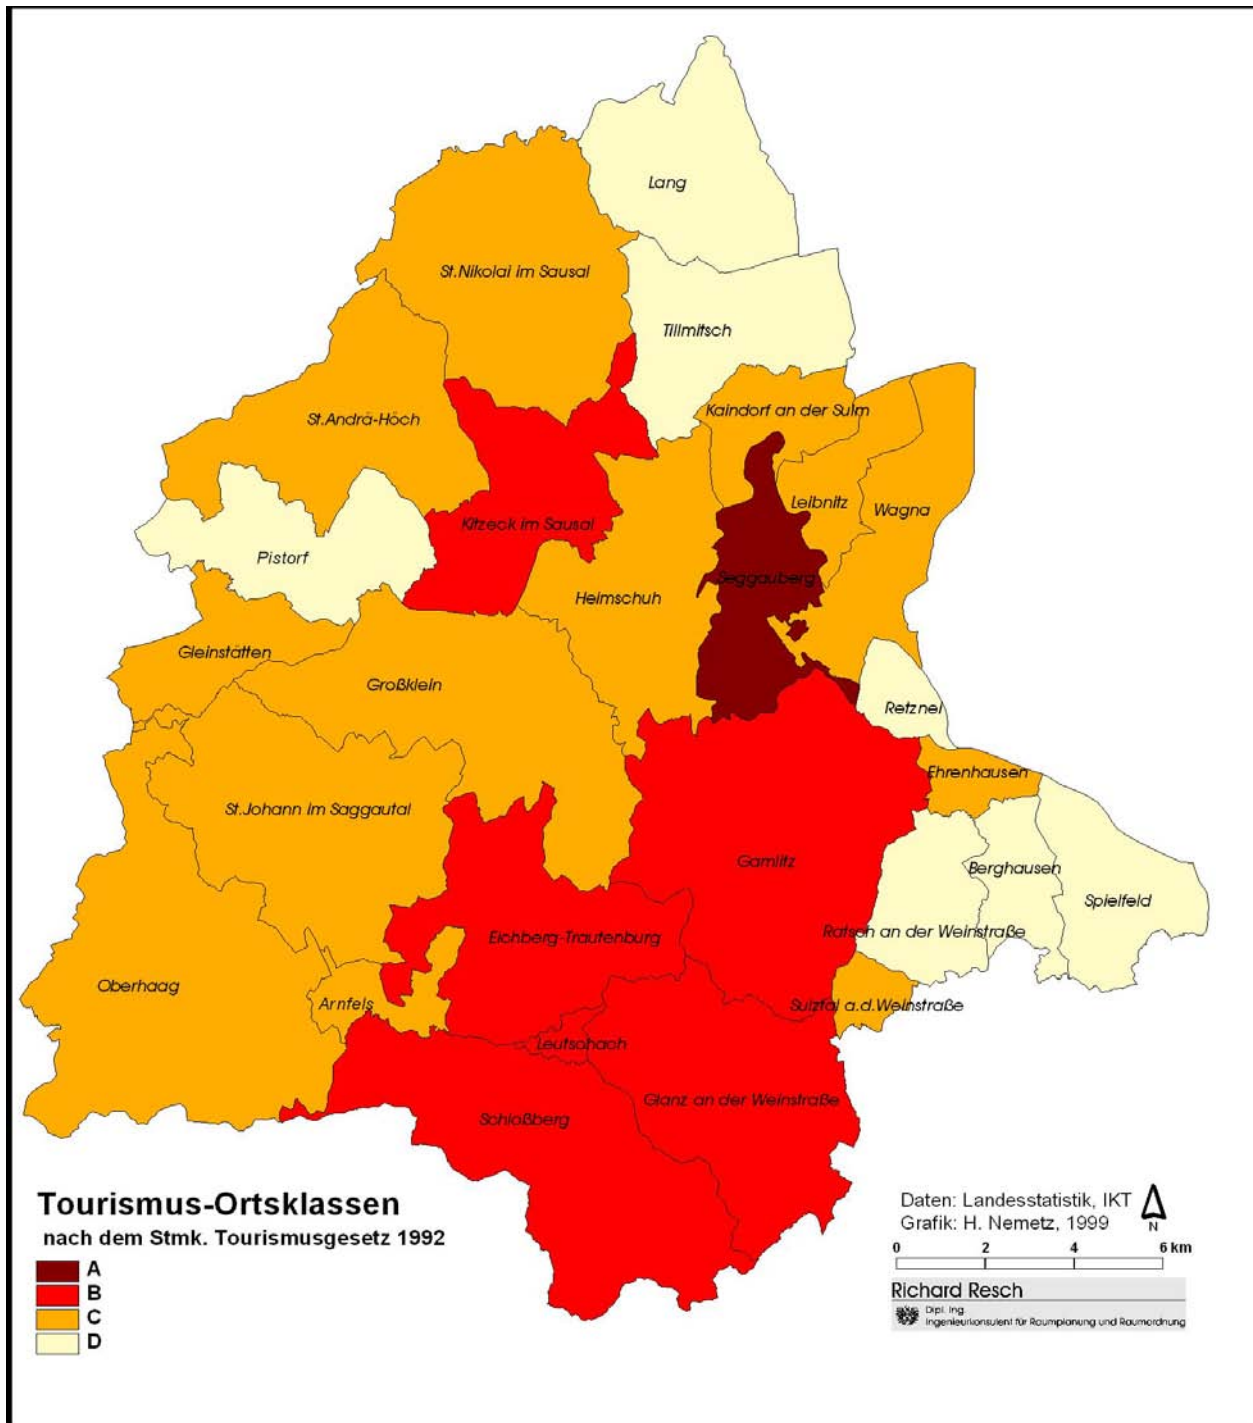 Lang
St.Nikolai im Sausal
Tillmitsch
Kaindorf an der Sulm
St.Andrä-Höch
Leibnitz
Wagna
Kitzeck im Sausal
Pistorf
Seggauberg
Heimschuh
Gleinstätten
Großklein
Retznei
Ehrenhausen
St.Johann im Saggautal
Gamlitz
Berghausen
Spielfeld
Ratsch an der Weinstraße
Eichberg-Trautenburg
Oberhaag
Arnfels
Sulztal a.d.Weinstraße
Leutschach
Glanz an der Weinstraße
Schloßberg
Tourismus-Ortsklassen
nach dem Stmk. Tourismusgesetz 1992
A
B
C
D
Daten: Landesstatistik, IKT
Grafik: H. Nemetz, 1999
N
0 2 4 6 km
Richard Resch
Dipl. Ing.
Ingenieurkonsulent für Raumplanung und Raumordnung